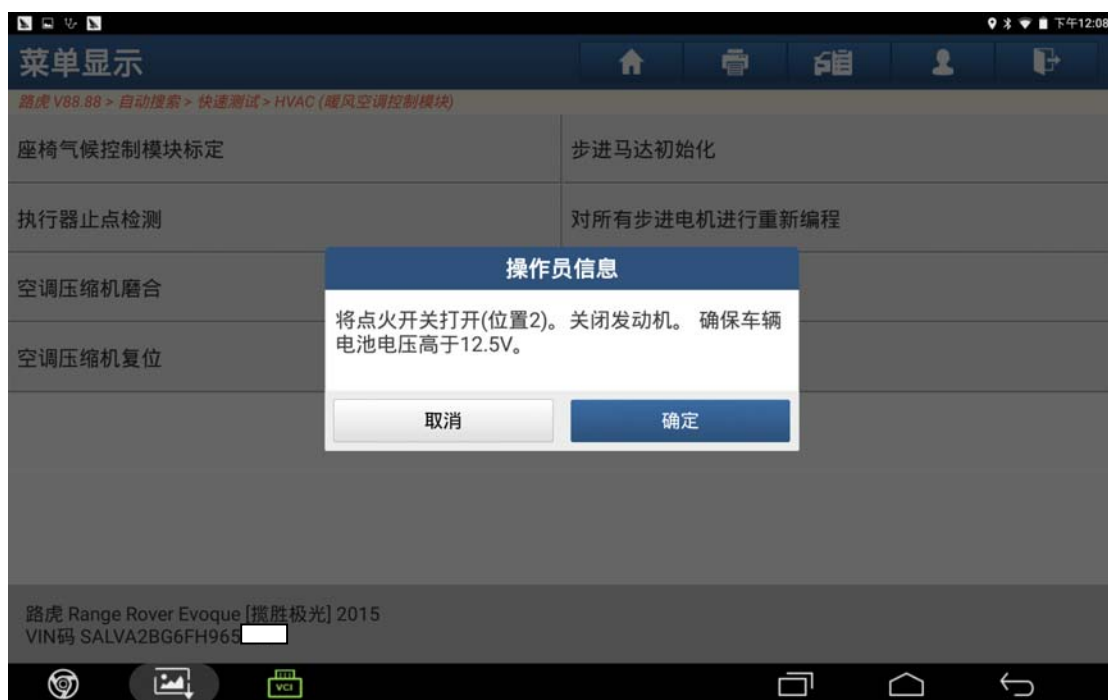 下午12:08
菜单显示
路虎 V88.88 > 自动搜索 > 快速测试 > HVAC (暖风空调控制模块)
座椅气候控制模块标定
步进马达初始化
执行器止点检测
对所有步进电机进行重新编程
空调压缩机磨合
空调压缩机复位
操作员信息
将点火开关打开(位置2)。关闭发动机。 确保车辆
电池电压高于12.5V。
取消
确定
路虎 Range Rover Evoque [揽胜极光] 2015
VIN码 SALVA2BG6FH965
VCI